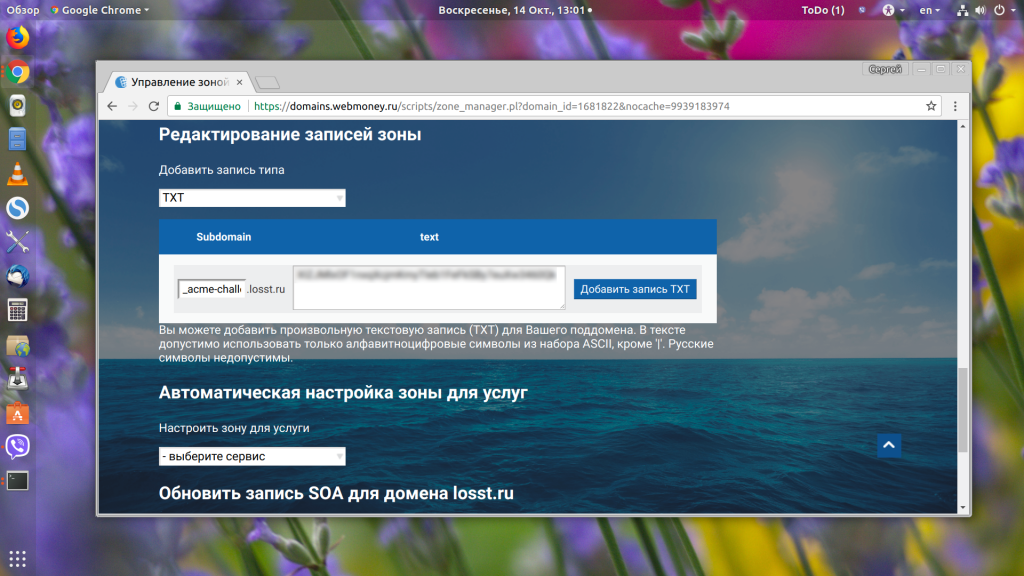 Обзор
Google Chrome
Воскресенье, 14 Окт., 13:01
ToDo (1)
en
Сергей
Управление зоной
Защищено
https://domains.webmoney.ru/scripts/zone_manager.pl?domain_id=1681822&nocache=9939183974
Редактирование записей зоны
Добавить запись типа
TXT
Subdomain text
_acme-challe .losst.ru Добавить запись TXT
Вы можете добавить произвольную текстовую запись (TXT) для Вашего поддомена. В тексте
допустимо использовать только алфавитноцифровые символы из набора ASCII, кроме '|'. Русские
символы недопустимы.
Автоматическая настройка зоны для услуг
Настроить зону для услуги
- выберите сервис
Обновить запись SOA для домена losst.ru